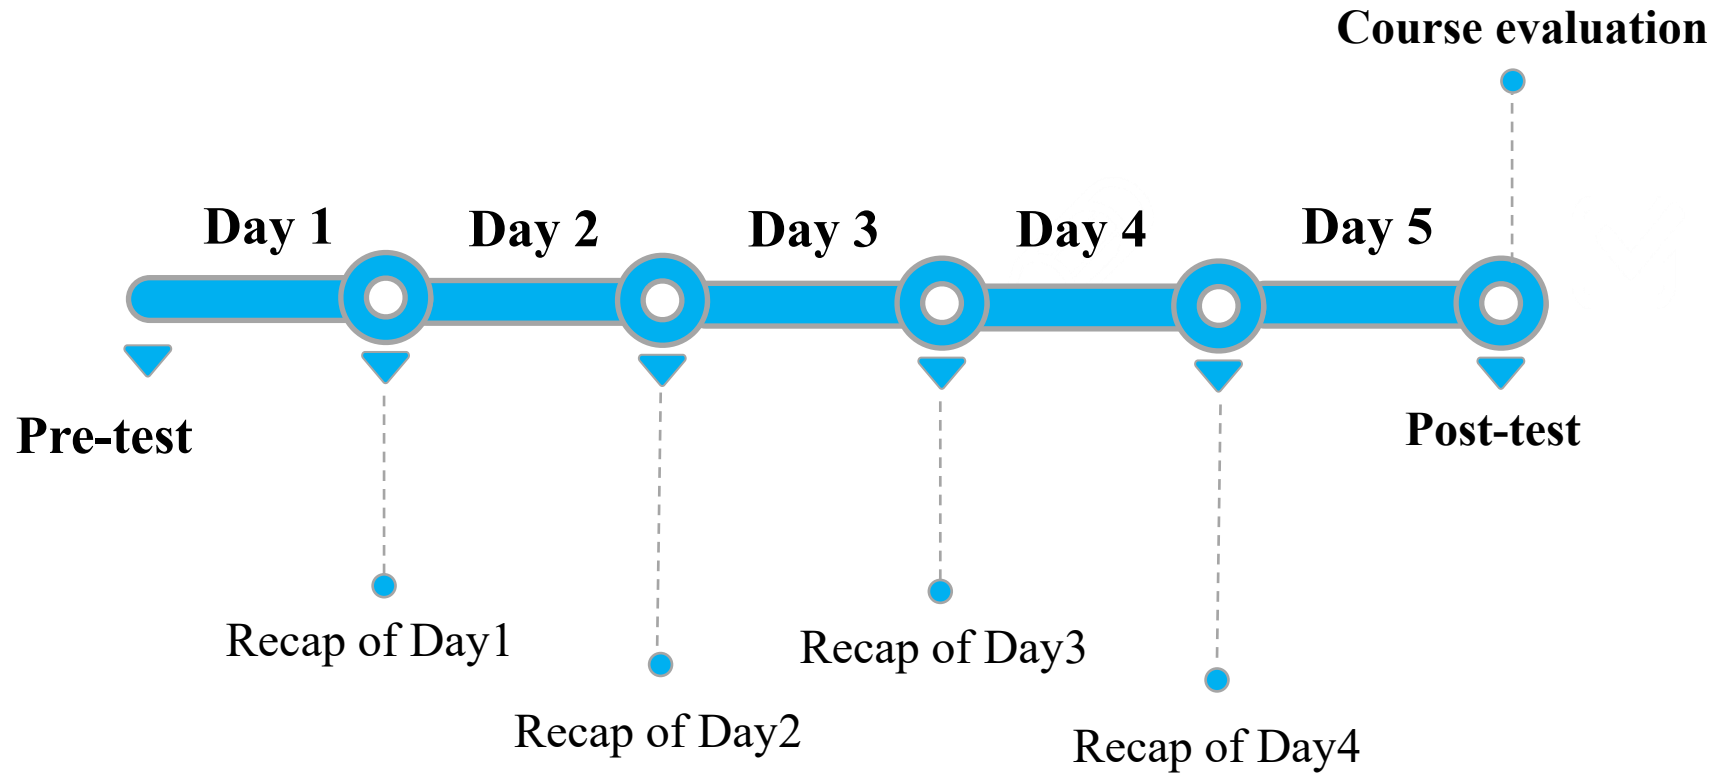 Course evaluation
Day 1
Day 2
Day 3
Day 4
Day 5
Pre-test
Post-test
Recap of Day1
Recap of Day2
Recap of Day3
Recap of Day4